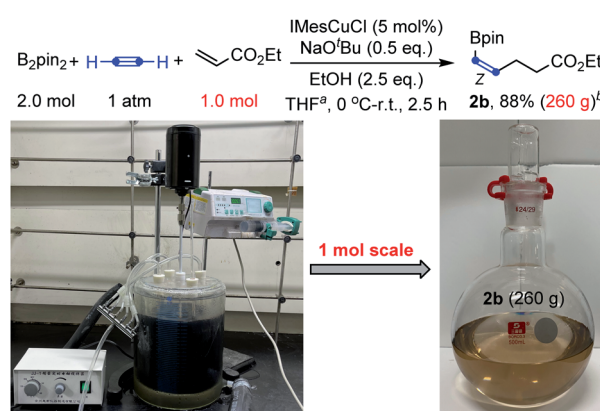 B2pin2 + H H + CO2Et
2.0 mol 1 atm 1.0 mol
IMesCuCl (5 mol%)
NaOᵗBu (0.5 eq.)
EtOH (2.5 eq.)
THFᵃ, 0 °C-r.t., 2.5 h
Bpin
CO2Et
Z
2b, 88% (260 g)ᵇ
1 mol scale
24/29
2b (260 g)